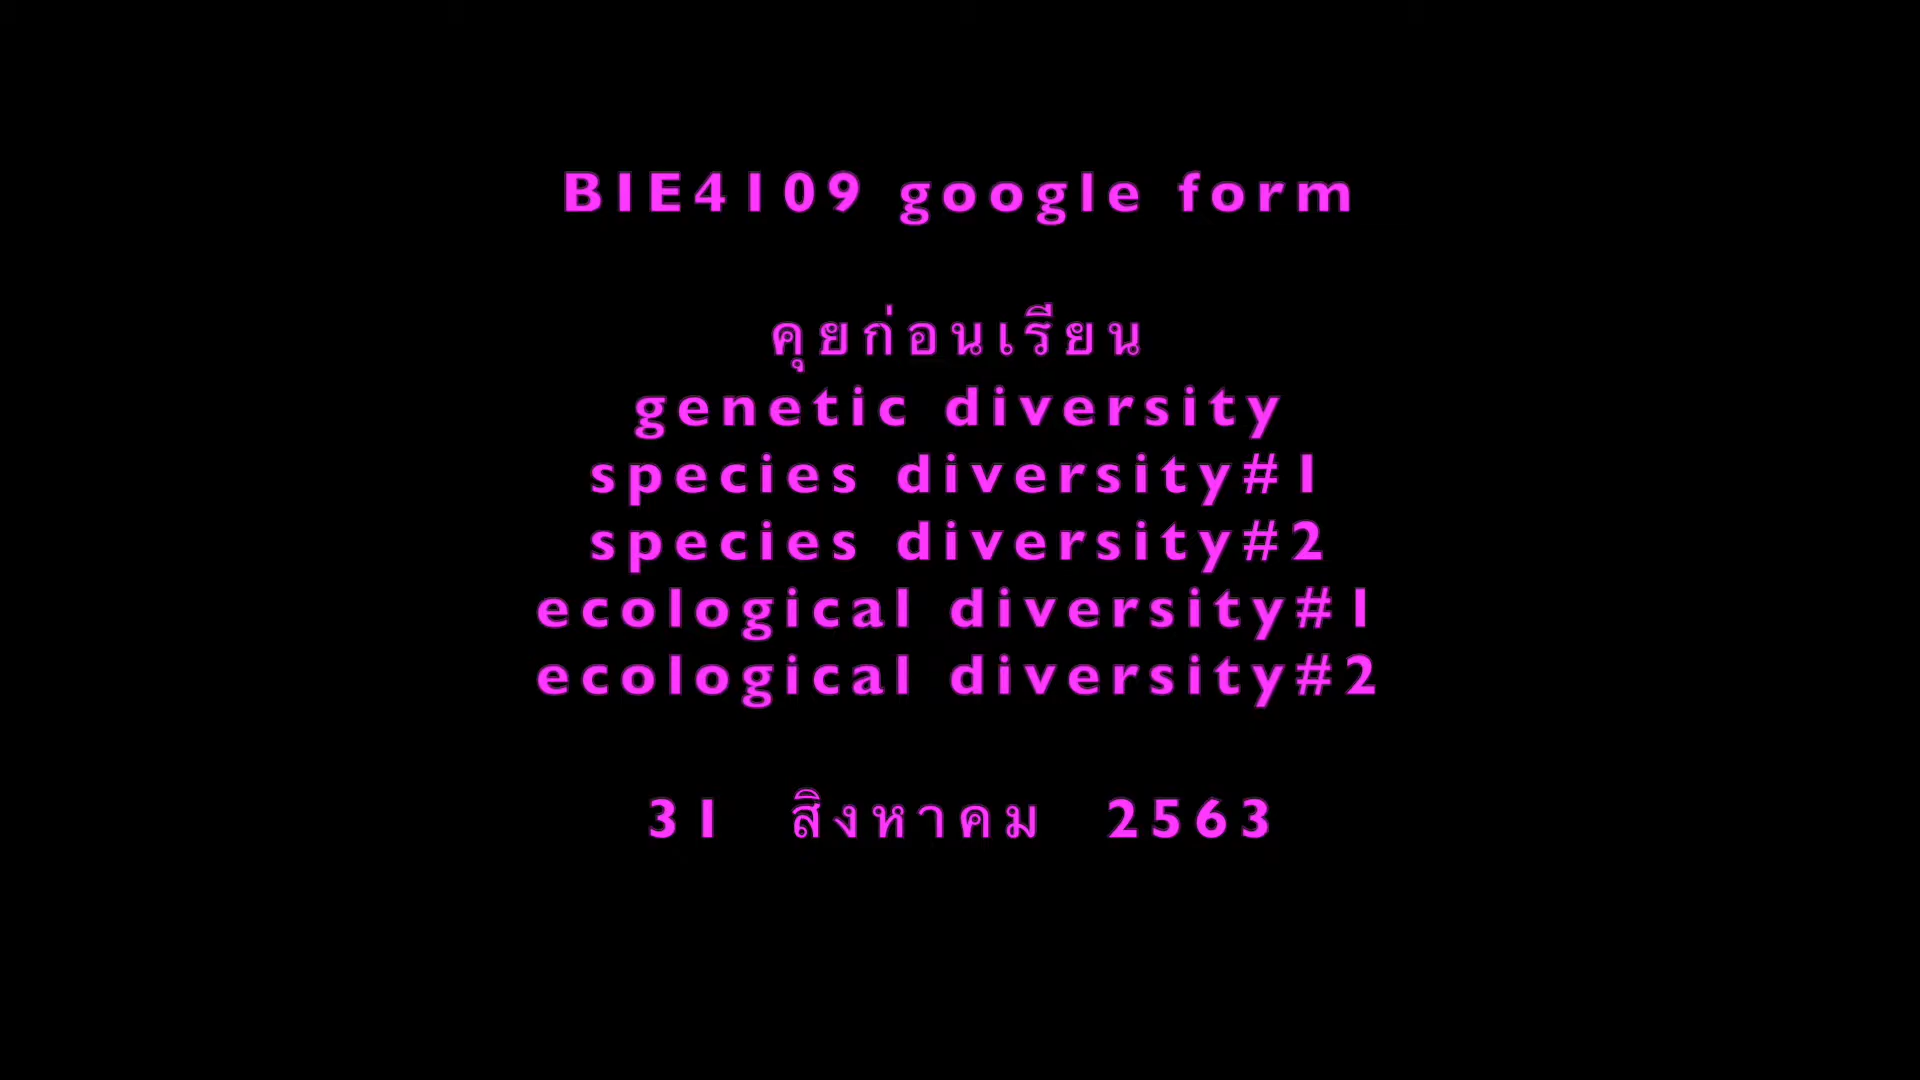 BIE4109 google form
คุยก่อนเรียน
genetic diversity
species diversity#1
species diversity#2
ecological diversity#1
ecological diversity#2
31 สิงหาคม 2563